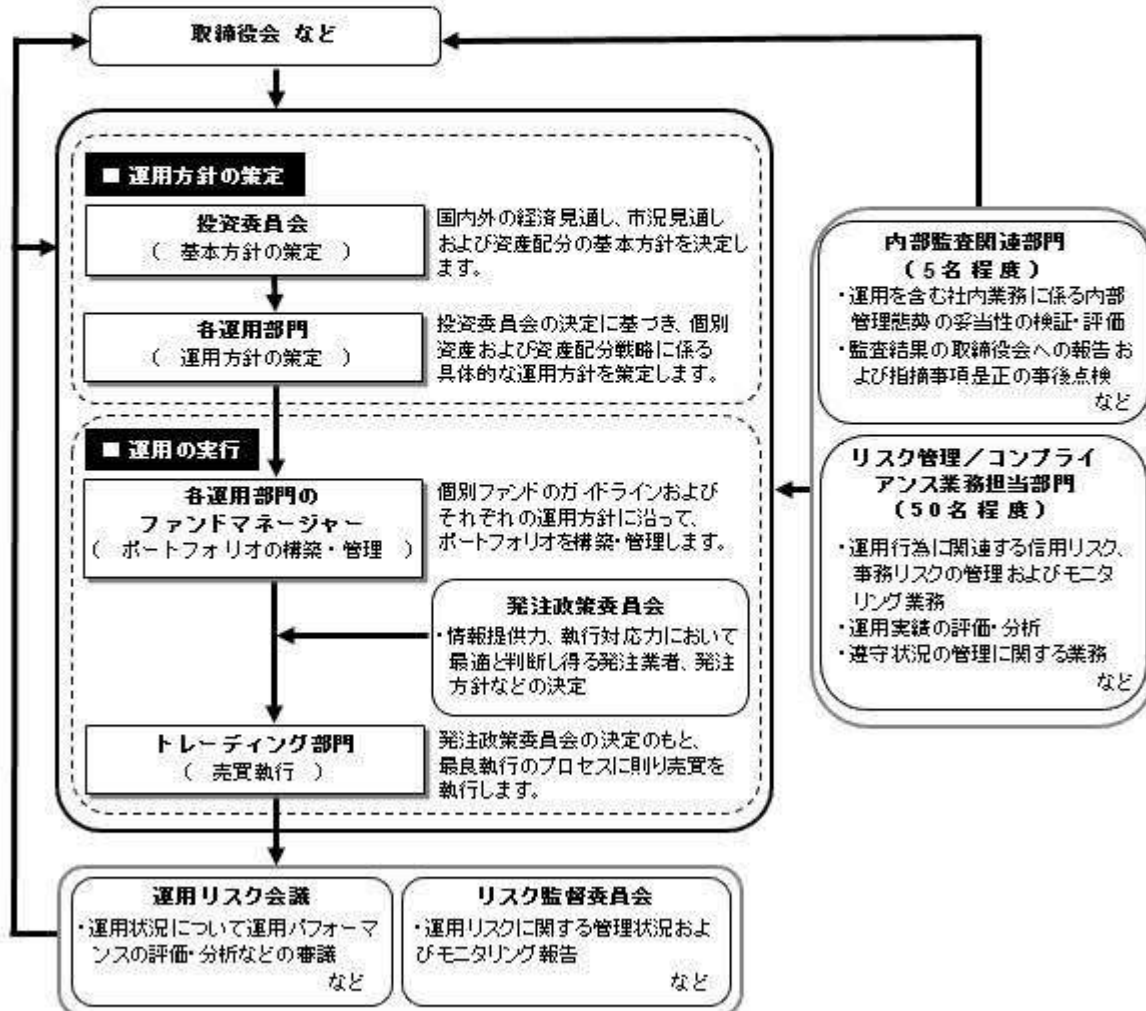 取締役会 など
■ 運用方針の策定
投資委員会
( 基本方針の策定 )
国内外の経済見通し、市況見通し
および資産配分の基本方針を決定し
ます。
各運用部門
( 運用方針の策定 )
投資委員会の決定に基づき、個別
資産および資産配分戦略に係る
具体的な運用方針を策定します。
■ 運用の実行
各運用部門の
ファンドマネージャー
( ポートフォリオの構築・管理 )
個別ファンドのガイドラインおよび
それぞれの運用方針に沿って、
ポートフォリオを構築・管理します。
発注政策委員会
・情報提供力、執行対応力において
最適と判断し得る発注業者、発注
方針などの決定
トレーディング部門
( 売買執行 )
発注政策委員会の決定のもと、
最良執行のプロセスに則り売買を
執行します。
運用リスク会議
・運用状況について運用パフォーマ
ンスの評価・分析などの審議
など
リスク監督委員会
・運用リスクに関する管理状況およ
びモニタリング報告
など
内部監査関連部門
(5名程度)
・運用を含む社内業務に係る内部
管理態勢の妥当性の検証・評価
・監査結果の取締役会への報告お
よび指摘事項是正の事後点検
など
リスク管理/コンプライ
アンス業務担当部門
(50名程度)
・運用行為に関連する信用リスク、
事務リスクの管理およびモニタ
リング業務
・運用実績の評価・分析
・遵守状況の管理に関する業務
など